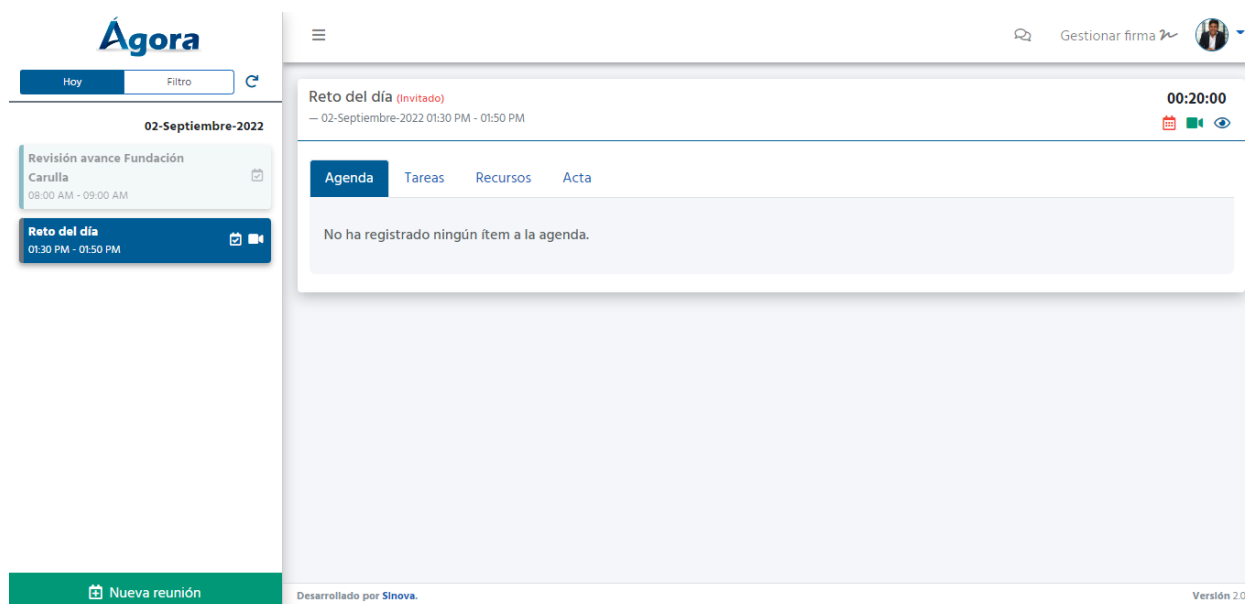 Ágora
Hoy
Filtro
02-Septiembre-2022
Revisión avance Fundación
Carulla
08:00 AM - 09:00 AM
Reto del día
01:30 PM - 01:50 PM
Nueva reunión
Gestionar firma
Reto del día (Invitado)
— 02-Septiembre-2022 01:30 PM - 01:50 PM
00:20:00
Agenda
Tareas
Recursos
Acta
No ha registrado ningún ítem a la agenda.
Desarrollado por Sinova.
Versión 2.0